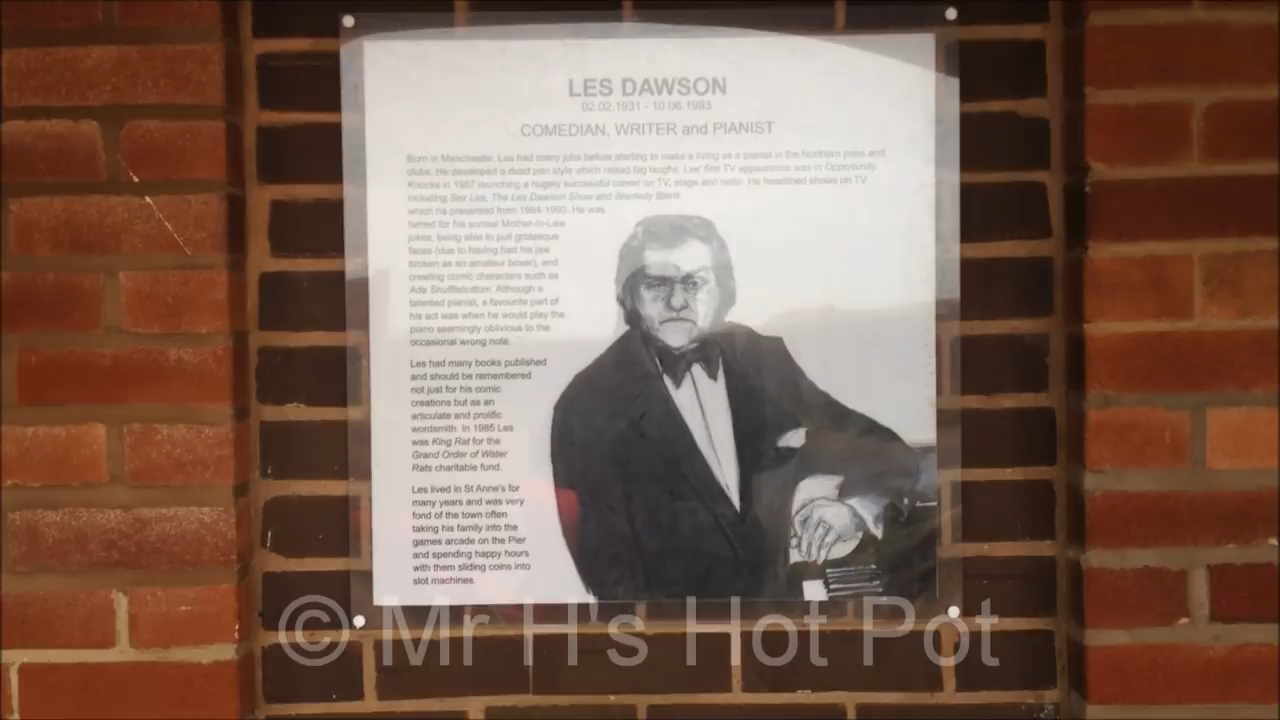 LES DAWSON
02.02.1931 - 10.06.1993
COMEDIAN, WRITER and PIANIST
Born in Manchester, Les had many jobs before starting to make a living as a pianist in the Northern pubs and
clubs. He developed a dead pan style which raised big laughs. Les' first TV appearance was in Opportunity
Knocks in 1967 launching a hugely successful career on TV, stage and radio. He headlined shows on TV
including Sez Les, The Les Dawson Show and Blankety Blank
which he presented from 1984-1990. He was
famed for his surreal Mother-in-Law
jokes, being able to pull grotesque
faces (due to having had his jaw
broken as an amateur boxer), and
creating comic characters such as
Ada Shufflebottom. Although a
talented pianist, a favourite part of
his act was when he would play the
piano seemingly oblivious to the
occasional wrong note.
Les had many books published
and should be remembered
not just for his comic
creations but as an
articulate and prolific
wordsmith. In 1985 Les
was King Rat for the
Grand Order of Water
Rats charitable fund.
Les lived in St Anne's for
many years and was very
fond of the town often
taking his family into the
games arcade on the Pier
and spending happy hours
with them sliding coins into
slot machines.
© Mr H's Hot Pot